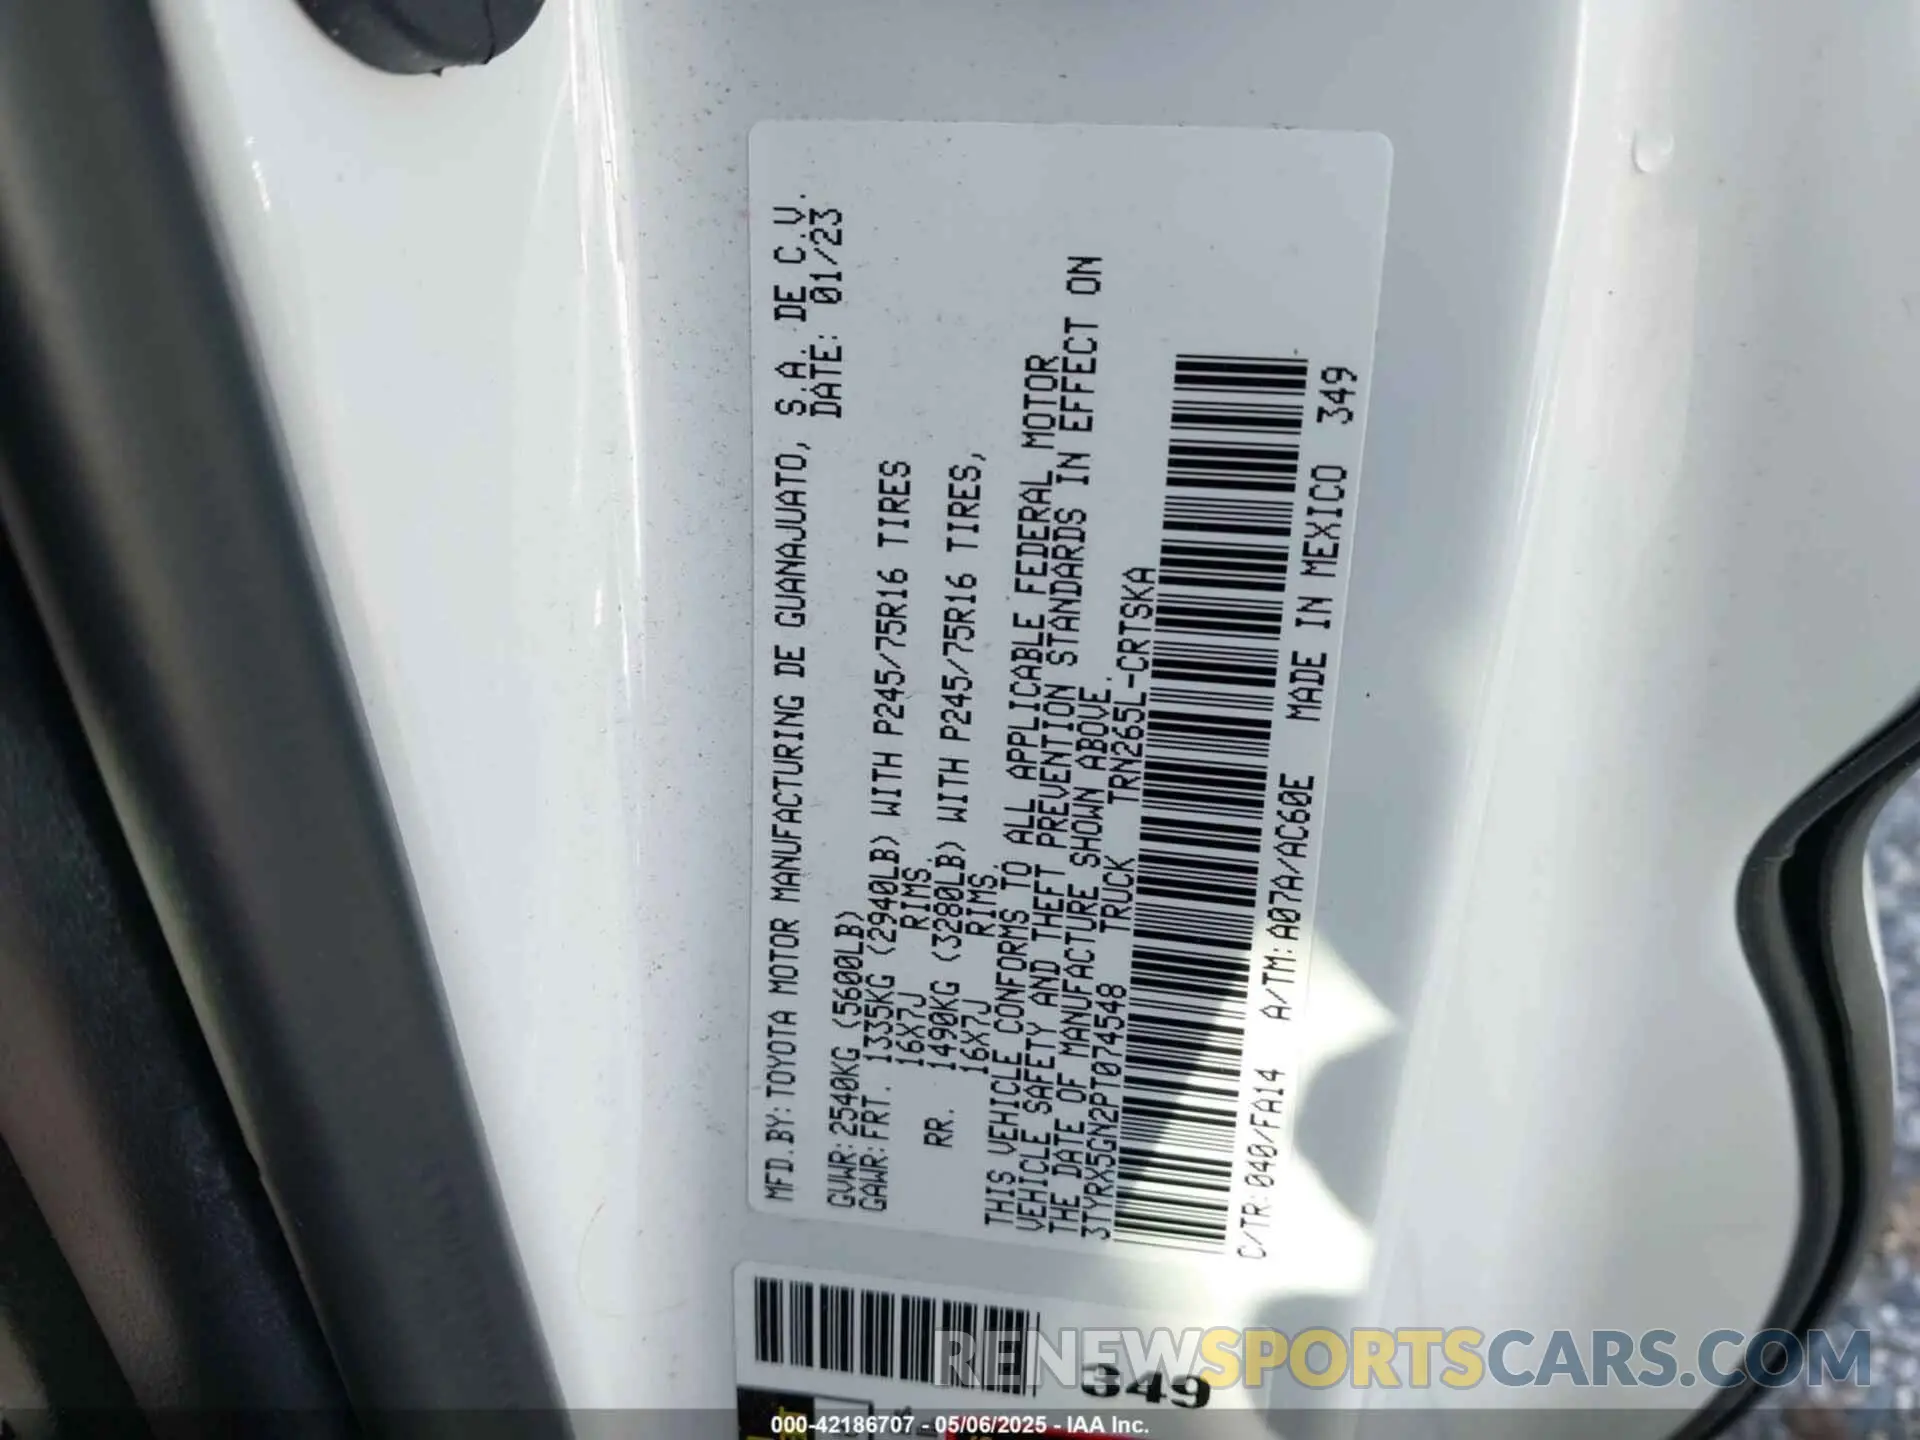 MFD.BY:TOYOTA MOTOR MANUFACTURING DE GUANAJUATO, S.A. DE C.V.
DATE: 01/23
GVWR:2540KG (5600LB)
GAWR:FRT. 1335KG (2940LB) WITH P245/75R16 TIRES
16X7J RIMS.
RR. 1490KG (3280LB) WITH P245/75R16 TIRES,
16X7J RIMS.
THIS VEHICLE CONFORMS TO ALL APPLICABLE FEDERAL MOTOR
VEHICLE SAFETY AND THEFT PREVENTION STANDARDS IN EFFECT ON
THE DATE OF MANUFACTURE SHOWN ABOVE.
3TYRX5GN2PT074548 TRUCK TRN265L-CRTSKA
C/TR:040/FA14 A/TM:A07A/AC60E MADE IN MEXICO 349
349
RENEWSPORTSCARS.COM
000-42186707 - 05/06/2025 - IAA Inc.